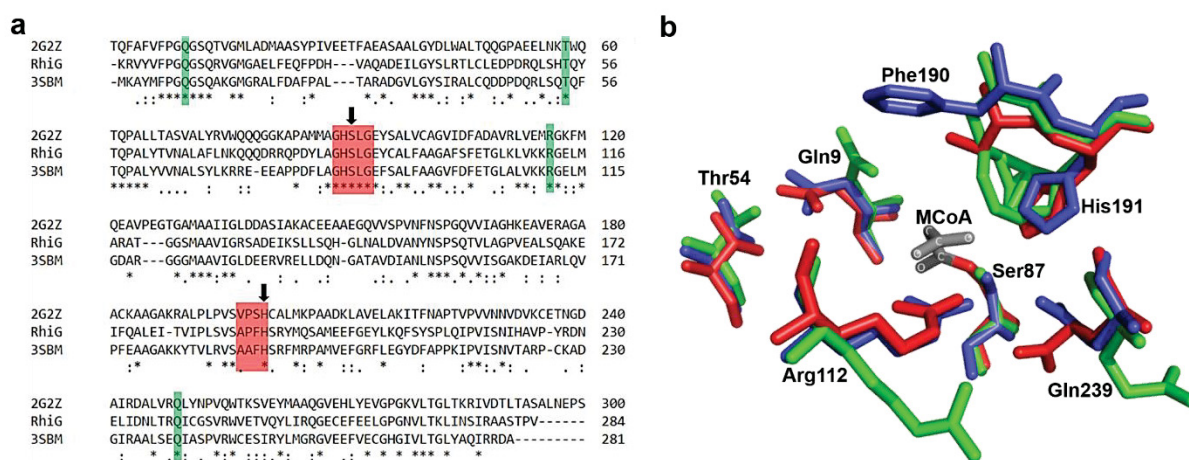 a
2G2Z TQFAFVFPGQGSQTVGMLADMAASYPIVEETFAEASAALGYDLWALTQQGPAEELNKTWQ 60
RhiG -KRVYVFPGQGSQRVGMGAELFEQFPDH---VAQADEILGYSLRTLCLEDPDRQLSHTQY 56
3SBM -MKAYMFPGQGSQAKGMGRALFDAFPAL---TARADGVLGYSIRALCQDDPDQRLSQTQF 56
2G2Z TQPALLTASVALYRVWQQQGGKAPAMMAGHSLGEYSALVCAGVIDFADAVRLVEMRGKFM 120
RhiG TQPALYTVNALAFLNKQQQDRRQPDYLAGHSLGEYCALFAAGAFSFETGLKLVKKRGELM 116
3SBM TQPALYVVNALSYLKRRE-EEAPPDFLAGHSLGEFSALFAAGVFDFETGLALVKKRGELM 115
2G2Z QEAVPEGTGAMAAIIGLDDASIAKACEEAAEGQVVSPVNFNSPGQVVIAGHKEAVERAGA 180
RhiG ARAT---GGSMAAVIGRSADEIKSLLSQH-GLNALDVANYNSPSQTVLAGPVEALSQAKE 172
3SBM GDAR---GGGMAAVIGLDEERVRELLDQN-GATAVDIANLNSPSQVVISGAKDEIARLQV 171
2G2Z ACKAAGAKRALPLPVSVPSHCALMKPAADKLAVELAKITFNAPTVPVVNNVDVKCETNGD 240
RhiG IFQALEI-TVIPLSVSAPFHSRYMQSAMEEFGEYLKQFSYSPLQIPVISNIHAVP-YRDN 230
3SBM PFEAAGAKKYTVLRVSAAFHSRFMRPAMVEFGRFLEGYDFAPPKIPVISNVTARP-CKAD 230
2G2Z AIRDALVRQLYNPVQWTKSVEYMAAQGVEHLYEVGPGKVLTGLTKRIVDTLTASALNEPS 300
RhiG ELIDNLTRQICGSVRWVETVQYLIRQGECEFEELGPGNVLTKLINSIRAASTPV------ 284
3SBM GIRAALSEQIASPVRWCESIRYLMGRGVEEFVECGHGIVLTGLYAQIRRDA--------- 281
b
Phe190
Gln9
Thr54
His191
MCoA
Ser87
Arg112
Gln239